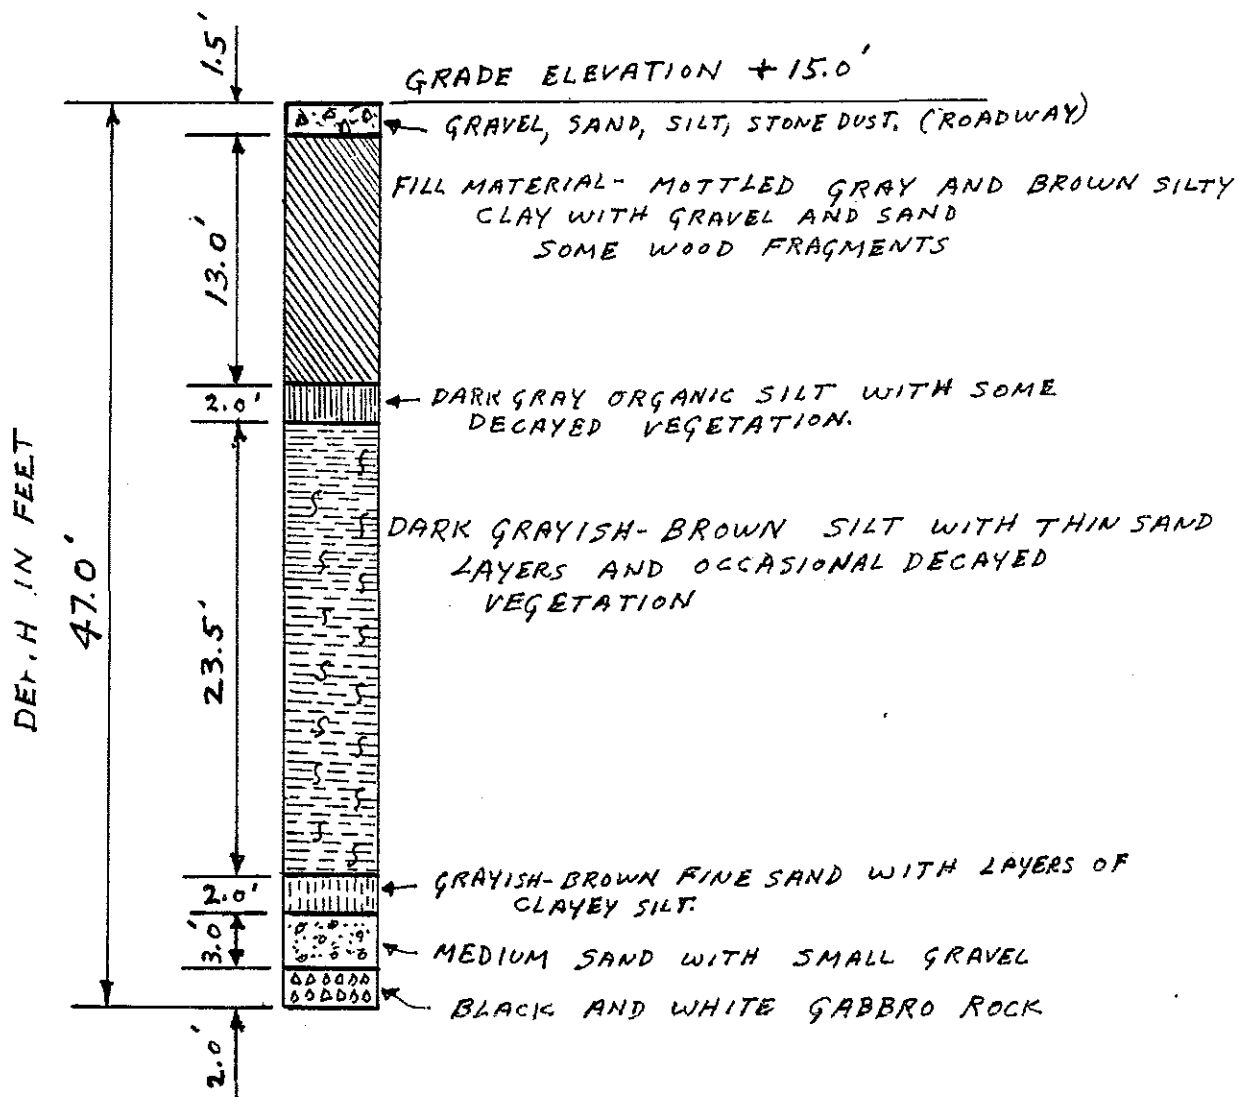 1.5'
GRADE ELEVATION + 15.0'
GRAVEL, SAND, SILT, STONE DUST. (ROADWAY)
FILL MATERIAL- MOTTLED GRAY AND BROWN SILTY
CLAY WITH GRAVEL AND SAND
SOME WOOD FRAGMENTS
13.0'
2.0'
DARK GRAY ORGANIC SILT WITH SOME
DECAYED VEGETATION.
DEP.H IN FEET
47.0'
23.5'
DARK GRAYISH-BROWN SILT WITH THIN SAND
LAYERS AND OCCASIONAL DECAYED
VEGETATION
2.0'
GRAYISH-BROWN FINE SAND WITH LAYERS OF
CLAYEY SILT.
3.0'
MEDIUM SAND WITH SMALL GRAVEL
BLACK AND WHITE GABBRO ROCK
2.0'